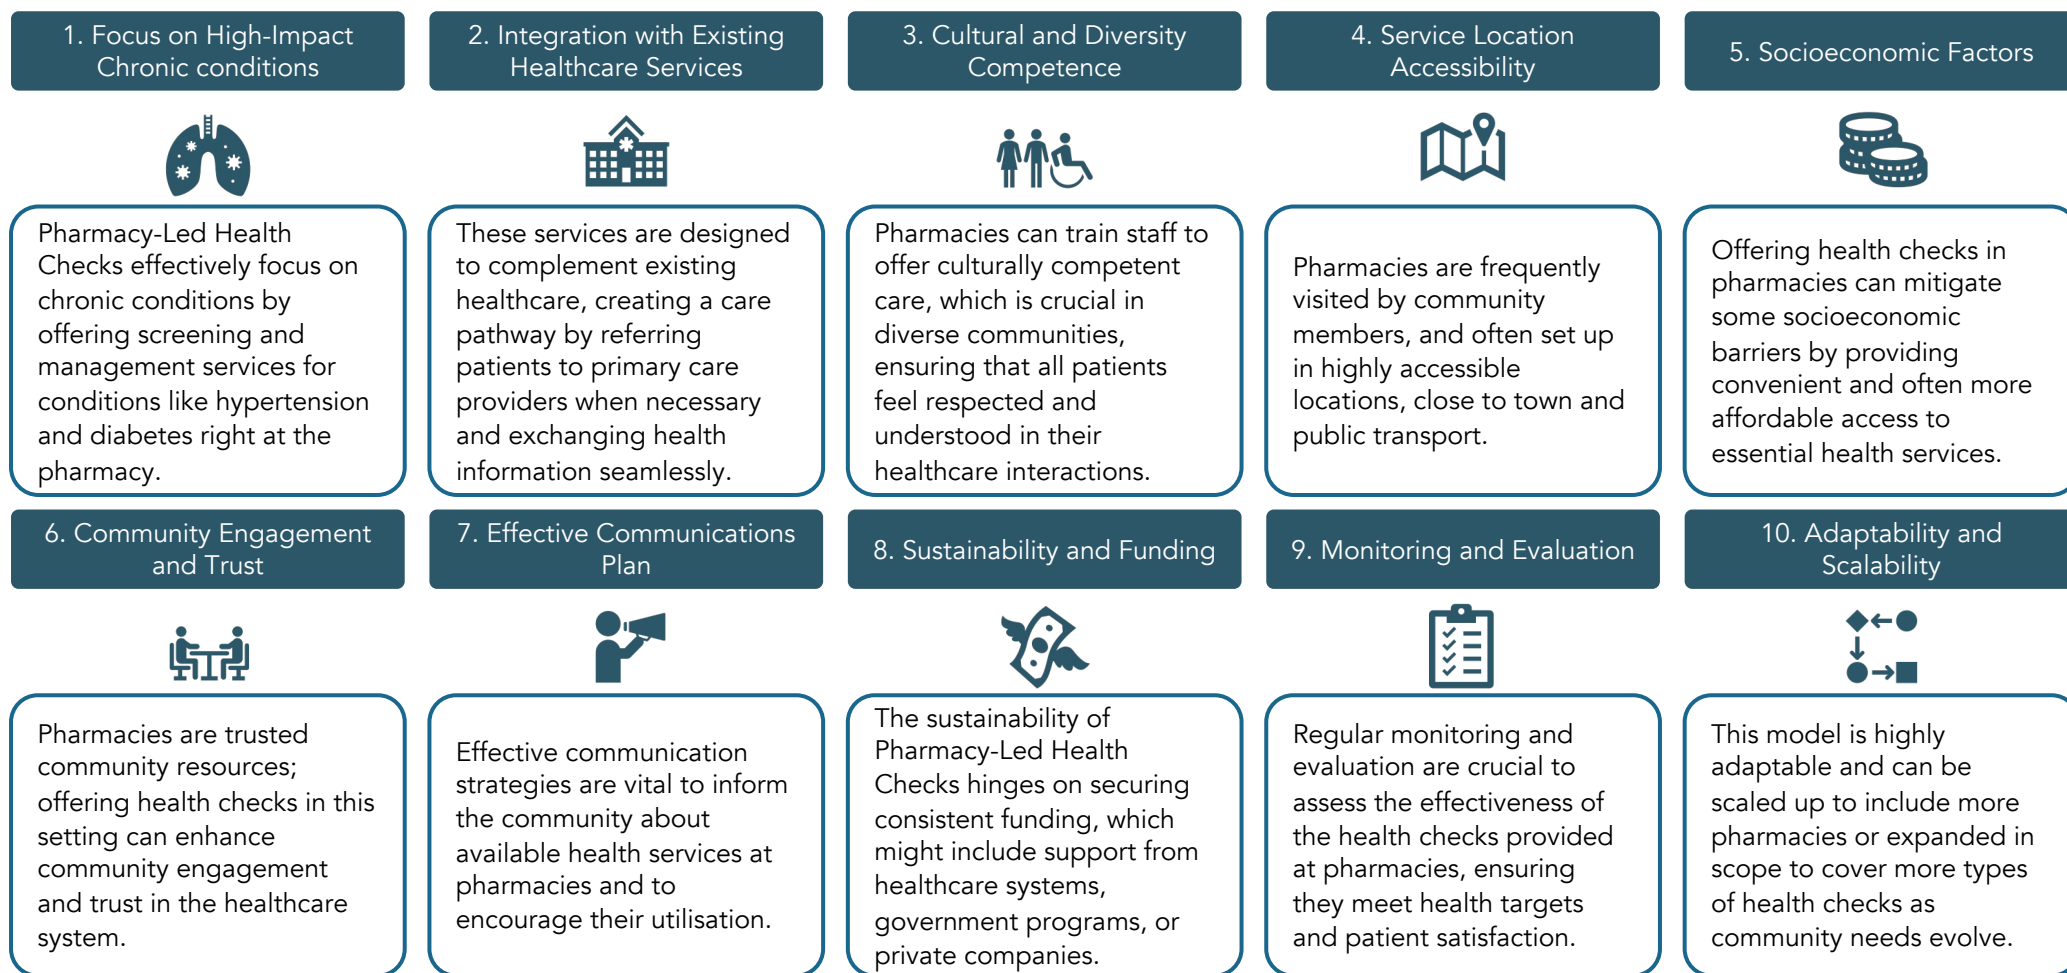 1. Focus on High-Impact
Chronic conditions
2. Integration with Existing
Healthcare Services
3. Cultural and Diversity
Competence
4. Service Location
Accessibility
5. Socioeconomic Factors
Pharmacy-Led Health
Checks effectively focus on
chronic conditions by
offering screening and
management services for
conditions like hypertension
and diabetes right at the
pharmacy.
These services are designed
to complement existing
healthcare, creating a care
pathway by referring
patients to primary care
providers when necessary
and exchanging health
information seamlessly.
Pharmacies can train staff to
offer culturally competent
care, which is crucial in
diverse communities,
ensuring that all patients
feel respected and
understood in their
healthcare interactions.
Pharmacies are frequently
visited by community
members, and often set up
in highly accessible
locations, close to town and
public transport.
Offering health checks in
pharmacies can mitigate
some socioeconomic
barriers by providing
convenient and often more
affordable access to
essential health services.
6. Community Engagement
and Trust
7. Effective Communications
Plan
8. Sustainability and Funding
9. Monitoring and Evaluation
10. Adaptability and
Scalability
Pharmacies are trusted
community resources;
offering health checks in this
setting can enhance
community engagement
and trust in the healthcare
system.
Effective communication
strategies are vital to inform
the community about
available health services at
pharmacies and to
encourage their utilisation.
The sustainability of
Pharmacy-Led Health
Checks hinges on securing
consistent funding, which
might include support from
healthcare systems,
government programs, or
private companies.
Regular monitoring and
evaluation are crucial to
assess the effectiveness of
the health checks provided
at pharmacies, ensuring
they meet health targets
and patient satisfaction.
This model is highly
adaptable and can be
scaled up to include more
pharmacies or expanded in
scope to cover more types
of health checks as
community needs evolve.